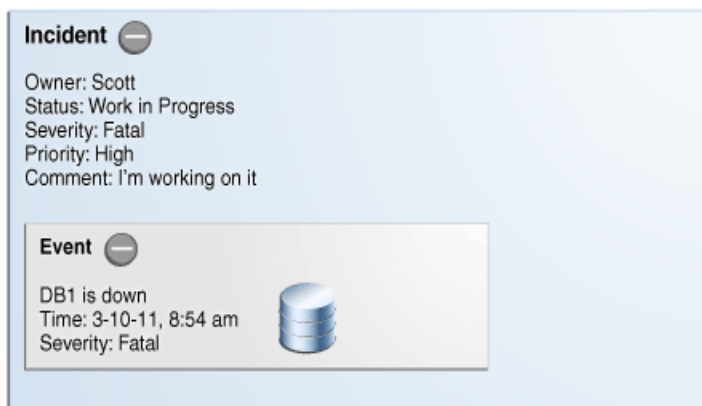 Incident
Owner: Scott
Status: Work in Progress
Severity: Fatal
Priority: High
Comment: I'm working on it
Event
DB1 is down
Time: 3-10-11, 8:54 am
Severity: Fatal